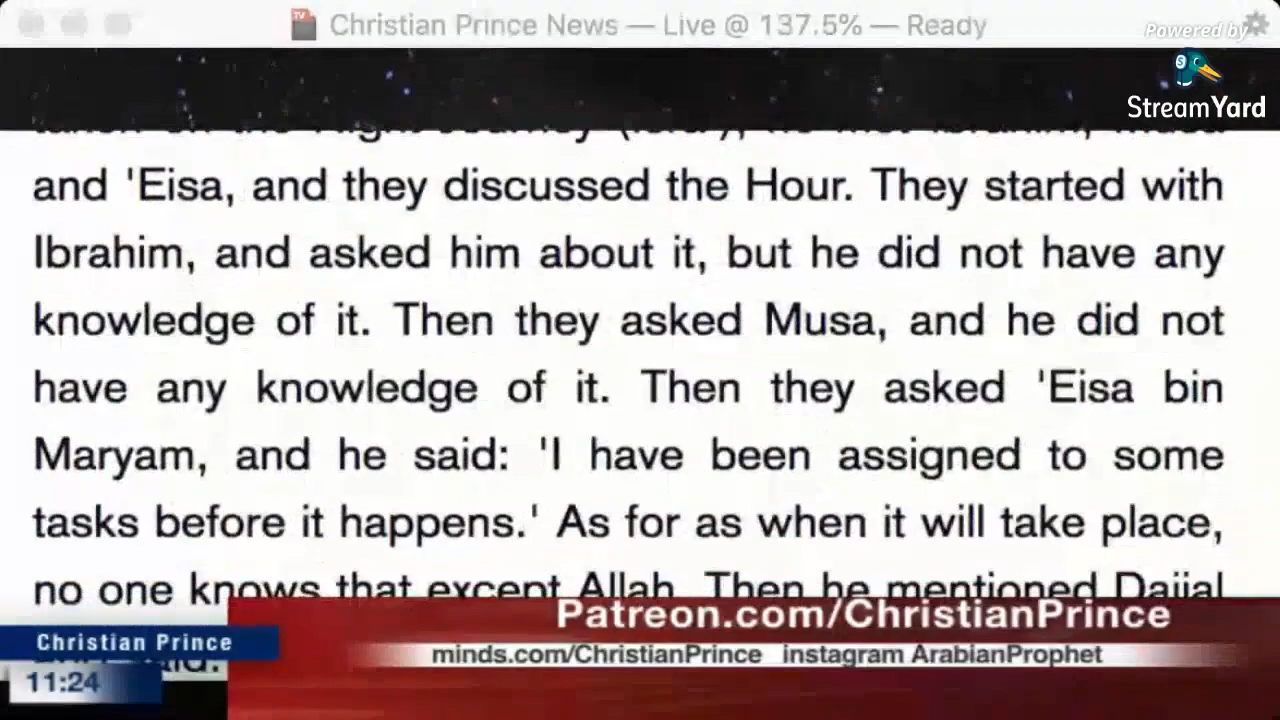 Christian Prince News — Live @ 137.5% — Ready
Powered by
StreamYard
and 'Eisa, and they discussed the Hour. They started with
Ibrahim, and asked him about it, but he did not have any
knowledge of it. Then they asked Musa, and he did not
have any knowledge of it. Then they asked 'Eisa bin
Maryam, and he said: 'I have been assigned to some
tasks before it happens.' As for as when it will take place,
no one knows that except Allah. Then he mentioned Dajjal
said:
Patreon.com/ChristianPrince
Christian Prince
minds.com/ChristianPrince instagram ArabianProphet
11:24